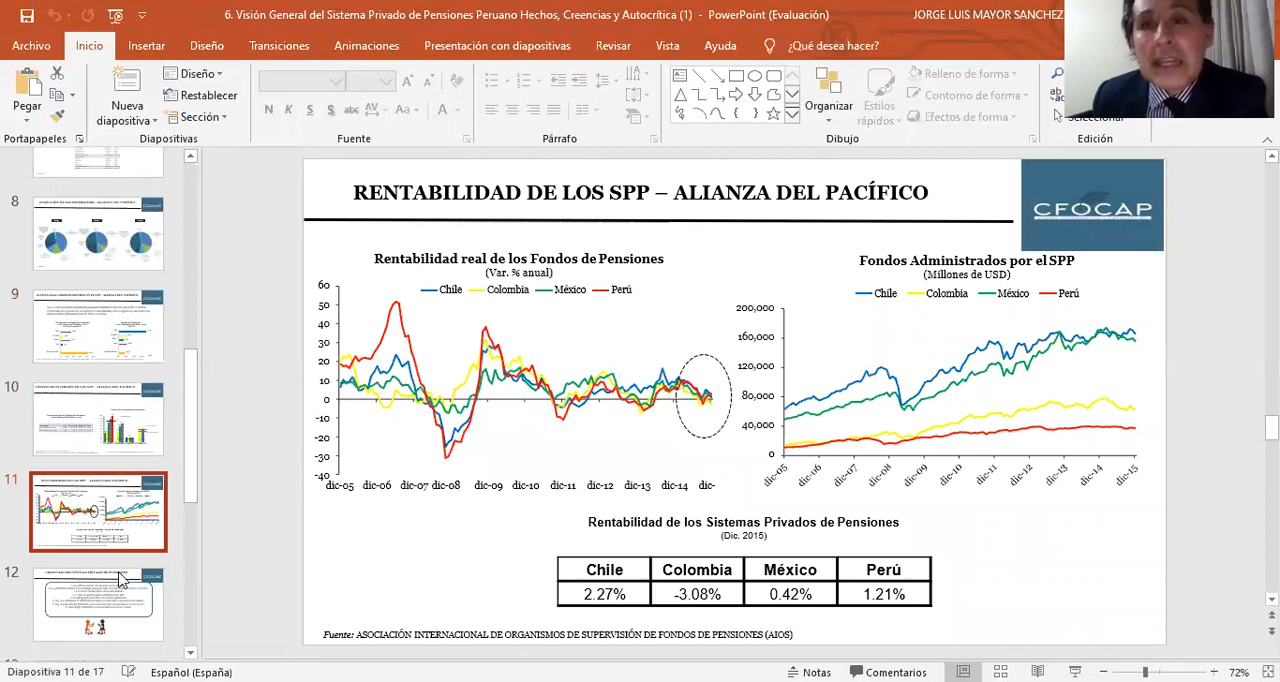 6. Visión General del Sistema Privado de Pensiones Peruano Hechos, Creencias y Autocrítica (1) - PowerPoint (Evaluación)
JORGE LUIS MAYOR SANCHEZ
Archivo
Inicio
Insertar
Diseño
Transiciones
Animaciones
Presentación con diapositivas
Revisar
Vista
Ayuda
¿Qué desea hacer?
Pegar
Nueva
diapositiva
Diseño
Restablecer
Sección
N K S S abc AV Aa A
Organizar
Estilos
rápidos
Relleno de forma
Contorno de forma
Efectos de forma
Seleccionar
Portapapeles
Diapositivas
Fuente
Párrafo
Dibujo
Edición
8
9
10
11
12
RENTABILIDAD DE LOS SPP – ALIANZA DEL PACÍFICO
CFOCAP
Rentabilidad real de los Fondos de Pensiones
(Var. % anual)
Chile Colombia México Perú
60
50
40
30
20
10
0
-10
-20
-30
-40
dic-05 dic-06 dic-07 dic-08 dic-09 dic-10 dic-11 dic-12 dic-13 dic-14 dic-
Fondos Administrados por el SPP
(Millones de USD)
Chile Colombia México Perú
200,000
160,000
120,000
80,000
40,000
0
dic-05 dic-06 dic-07 dic-08 dic-09 dic-10 dic-11 dic-12 dic-13 dic-14 dic-15
Rentabilidad de los Sistemas Privados de Pensiones
(Dic. 2015)
Chile Colombia México Perú
2.27% -3.08% 0.42% 1.21%
Fuente: ASOCIACIÓN INTERNACIONAL DE ORGANISMOS DE SUPERVISIÓN DE FONDOS DE PENSIONES (AIOS)
Diapositiva 11 de 17
Español (España)
Notas
Comentarios
72%